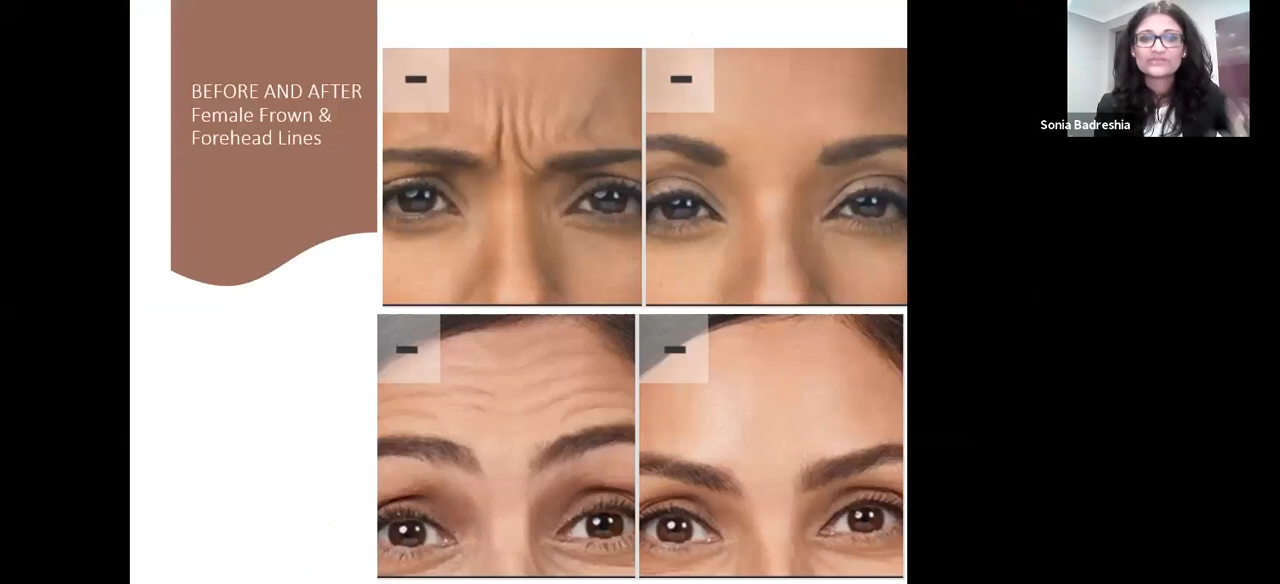 BEFORE AND AFTER
Female Frown &
Forehead Lines
Sonia Badreshia